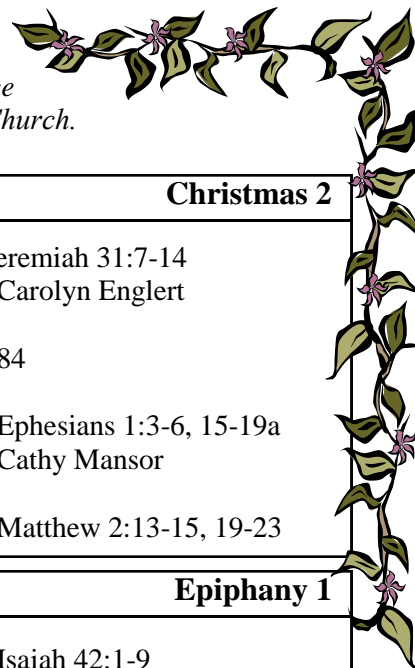 e
hurch.
Christmas 2
eremiah 31:7-14
Carolyn Englert
84
Ephesians 1:3-6, 15-19a
Cathy Mansor
Matthew 2:13-15, 19-23
Epiphany 1
Isaiah 42:1-9